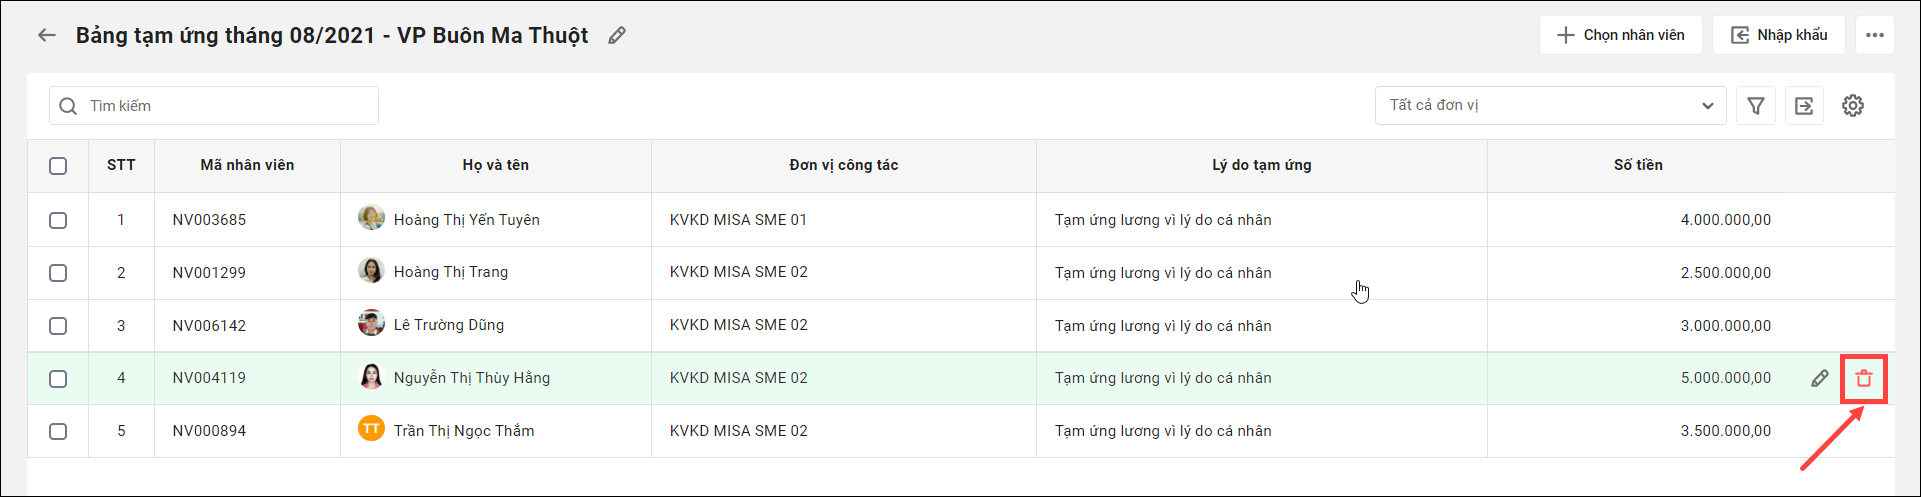 Bảng tạm ứng tháng 08/2021 - VP Buôn Ma Thuột
Chọn nhân viên
Nhập khẩu
Tìm kiếm
Tất cả đơn vị
STT Mã nhân viên Họ và tên Đơn vị công tác Lý do tạm ứng Số tiền
1 NV003685 Hoàng Thị Yến Tuyên KVKD MISA SME 01 Tạm ứng lương vì lý do cá nhân 4.000.000,00
2 NV001299 Hoàng Thị Trang KVKD MISA SME 02 Tạm ứng lương vì lý do cá nhân 2.500.000,00
3 NV006142 Lê Trường Dũng KVKD MISA SME 02 Tạm ứng lương vì lý do cá nhân 3.000.000,00
4 NV004119 Nguyễn Thị Thùy Hằng KVKD MISA SME 02 Tạm ứng lương vì lý do cá nhân 5.000.000,00
5 NV000894 TT Trần Thị Ngọc Thắm KVKD MISA SME 02 Tạm ứng lương vì lý do cá nhân 3.500.000,00